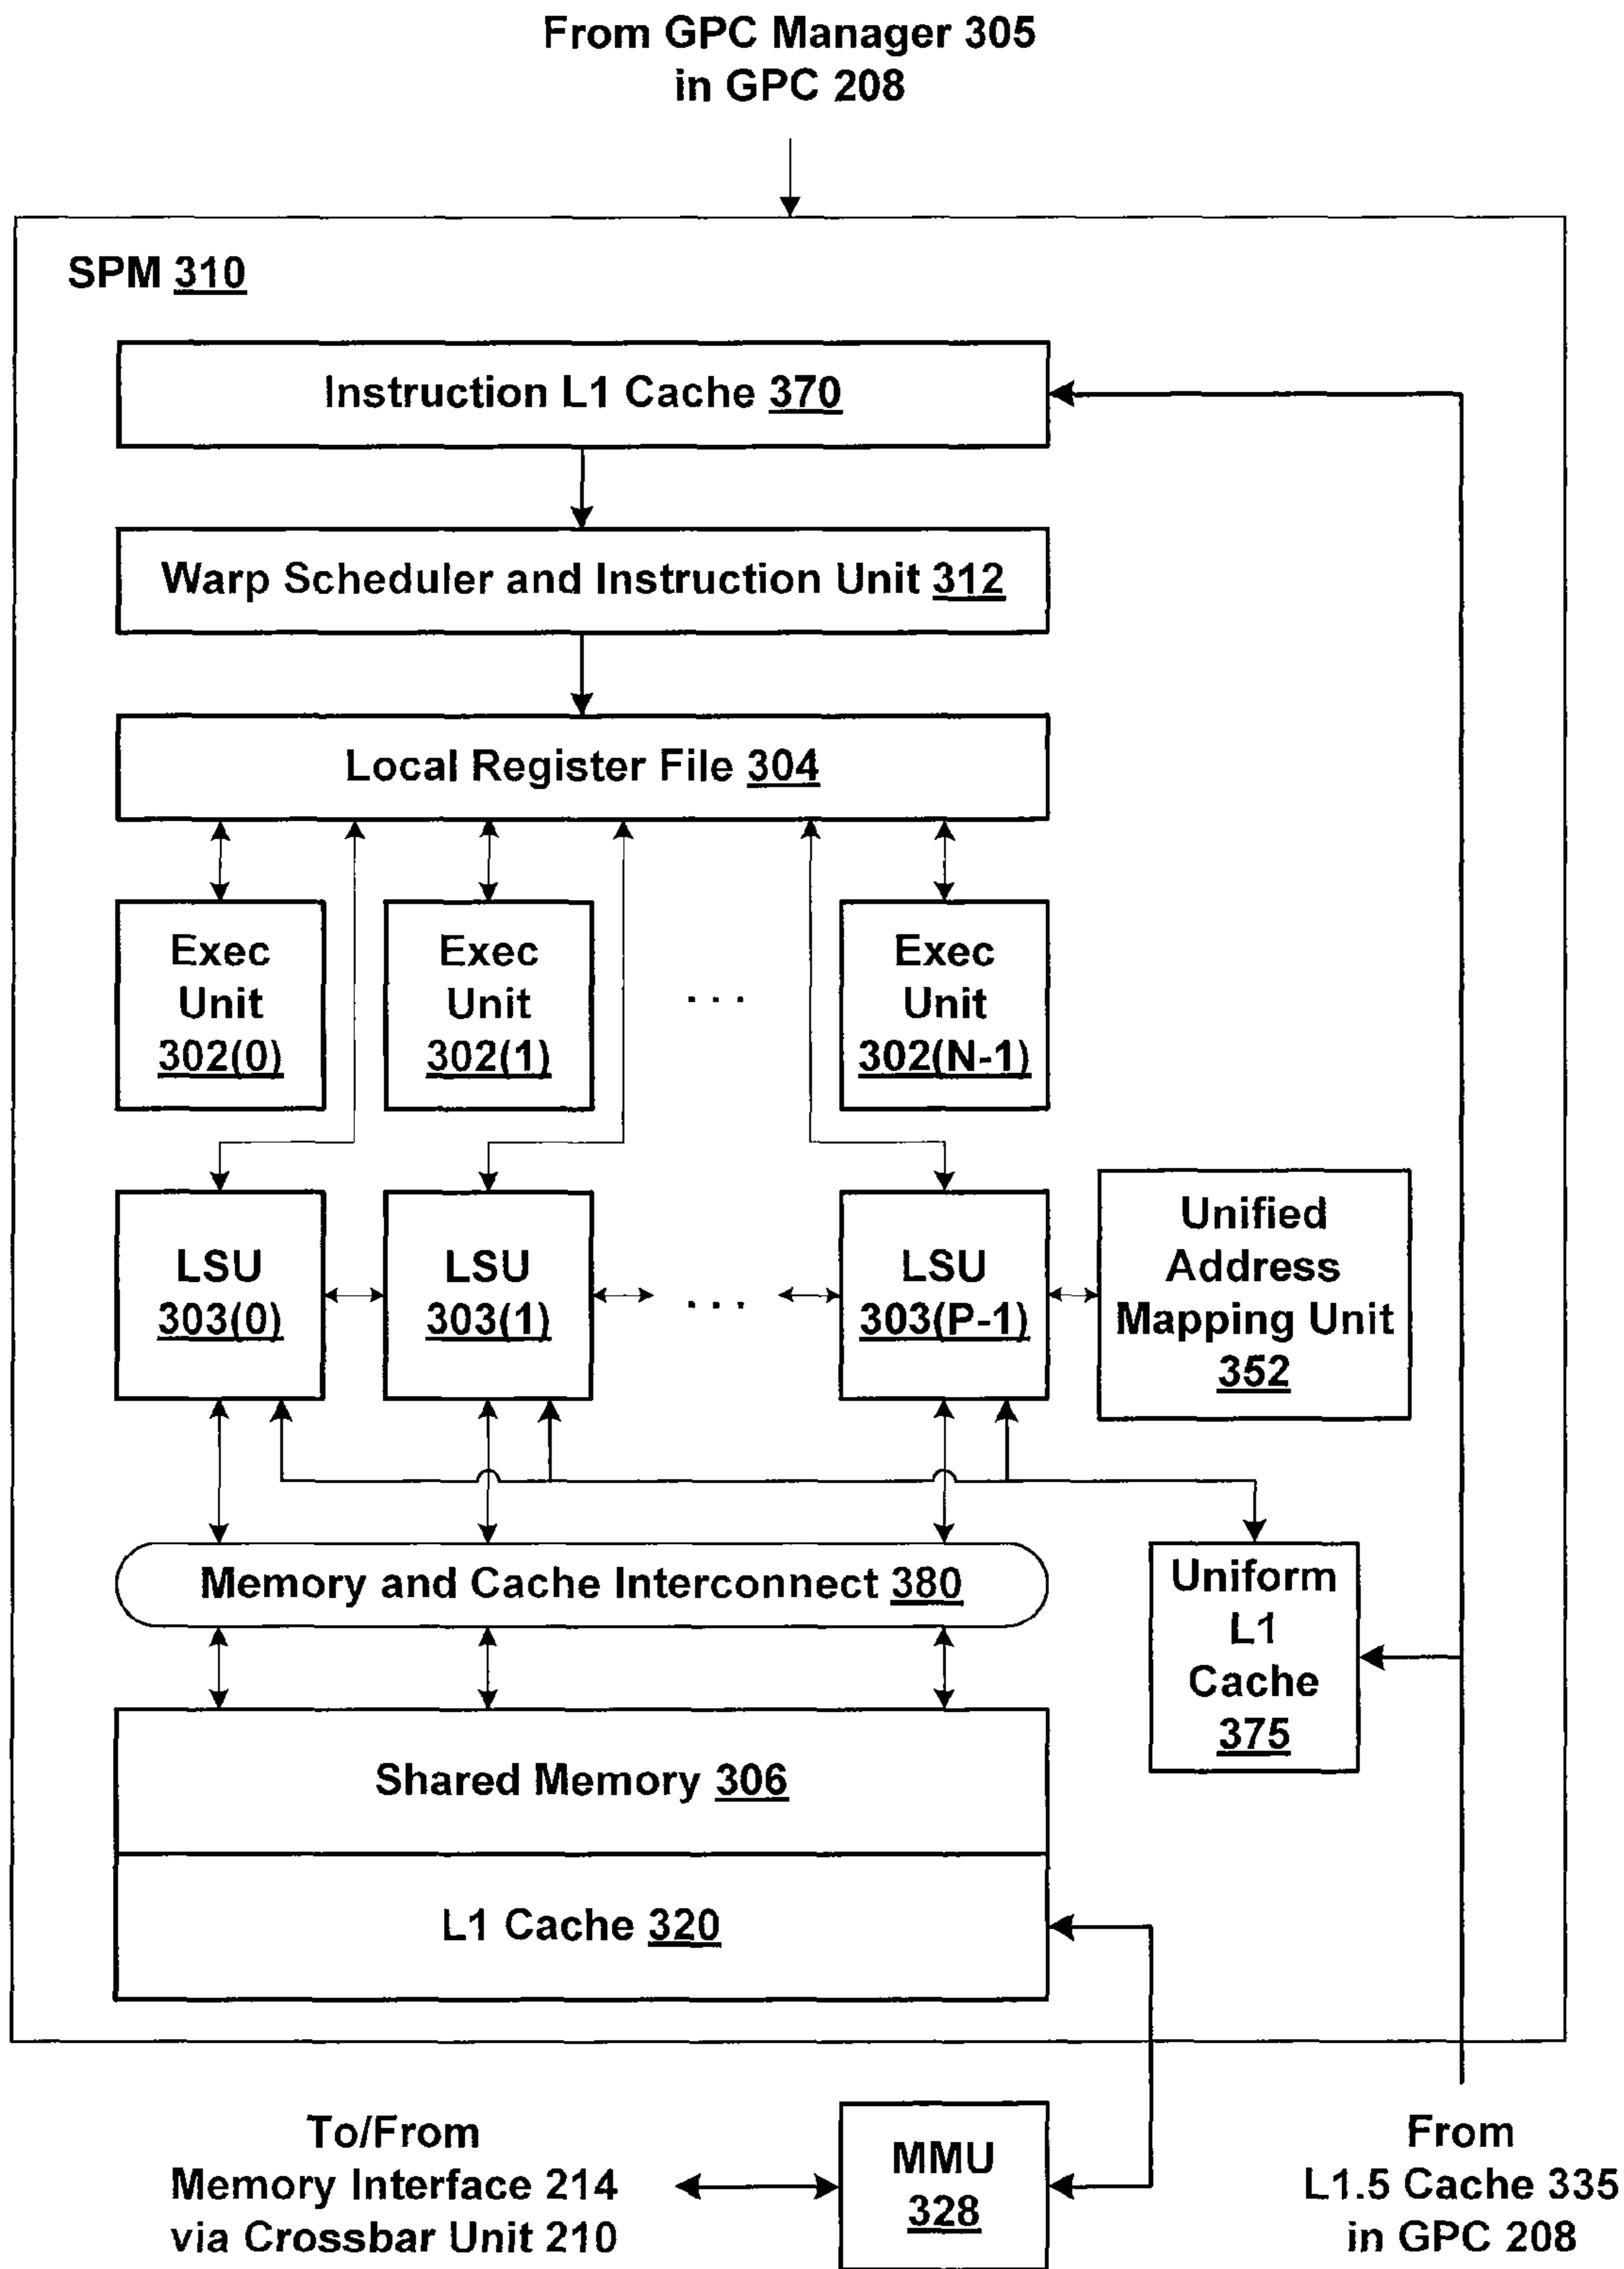 From GPC Manager 305
in GPC 208
SPM 310
Instruction L1 Cache 370
Warp Scheduler and Instruction Unit 312
Local Register File 304
Exec
Unit
302(0)
Exec
Unit
302(1)
. . .
Exec
Unit
302(N-1)
LSU
303(0)
LSU
303(1)
. . .
LSU
303(P-1)
Unified
Address
Mapping Unit
352
Memory and Cache Interconnect 380
Uniform
L1
Cache
375
Shared Memory 306
L1 Cache 320
To/From
Memory Interface 214
via Crossbar Unit 210
MMU
328
From
L1.5 Cache 335
in GPC 208